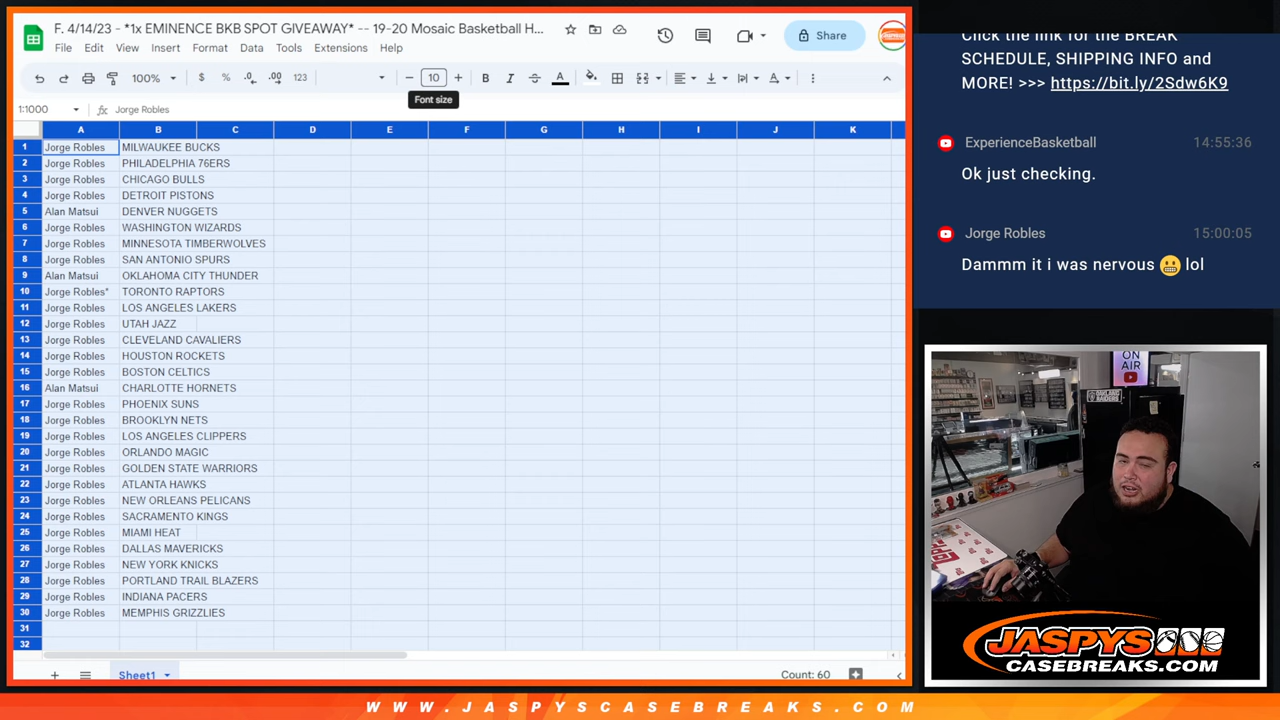 F. 4/14/23 - *1x EMINENCE BKB SPOT GIVEAWAY* -- 19-20 Mosaic Basketball H...
Share
File Edit View Insert Format Data Tools Extensions Help
100% $ % .0 .00 123 10 B I A
Font size
1:1000 fx Jorge Robles
A B C D E F G H I J K
1 Jorge Robles MILWAUKEE BUCKS
2 Jorge Robles PHILADELPHIA 76ERS
3 Jorge Robles CHICAGO BULLS
4 Jorge Robles DETROIT PISTONS
5 Alan Matsui DENVER NUGGETS
6 Jorge Robles WASHINGTON WIZARDS
7 Jorge Robles MINNESOTA TIMBERWOLVES
8 Jorge Robles SAN ANTONIO SPURS
9 Alan Matsui OKLAHOMA CITY THUNDER
10 Jorge Robles* TORONTO RAPTORS
11 Jorge Robles LOS ANGELES LAKERS
12 Jorge Robles UTAH JAZZ
13 Jorge Robles CLEVELAND CAVALIERS
14 Jorge Robles HOUSTON ROCKETS
15 Jorge Robles BOSTON CELTICS
16 Alan Matsui CHARLOTTE HORNETS
17 Jorge Robles PHOENIX SUNS
18 Jorge Robles BROOKLYN NETS
19 Jorge Robles LOS ANGELES CLIPPERS
20 Jorge Robles ORLANDO MAGIC
21 Jorge Robles GOLDEN STATE WARRIORS
22 Jorge Robles ATLANTA HAWKS
23 Jorge Robles NEW ORLEANS PELICANS
24 Jorge Robles SACRAMENTO KINGS
25 Jorge Robles MIAMI HEAT
26 Jorge Robles DALLAS MAVERICKS
27 Jorge Robles NEW YORK KNICKS
28 Jorge Robles PORTLAND TRAIL BLAZERS
29 Jorge Robles INDIANA PACERS
30 Jorge Robles MEMPHIS GRIZZLIES
31
32
Sheet1
Count: 60
Click the link for the BREAK
SCHEDULE, SHIPPING INFO and
MORE! >>> https://bit.ly/2Sdw6K9
ExperienceBasketball 14:55:36
Ok just checking.
Jorge Robles 15:00:05
Dammm it i was nervous 😬 lol
ON
AIR
RAIDERS
JASPYS
CASEBREAKS.COM
WWW.JASPYSCASEBREAKS.COM